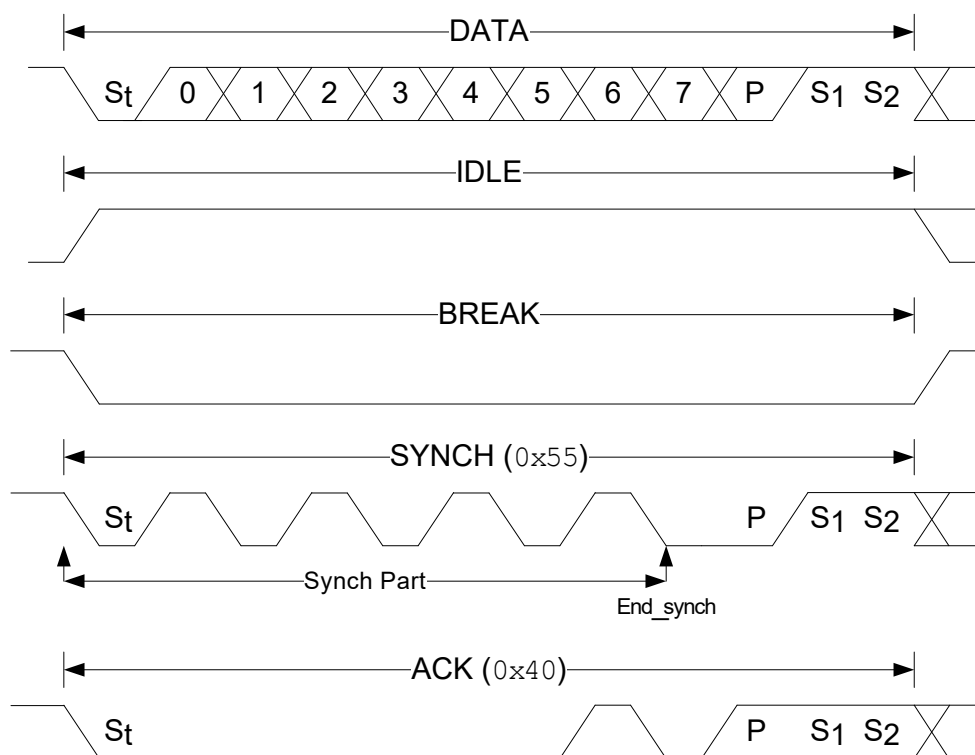 DATA
St 0 1 2 3 4 5 6 7 P S1 S2
IDLE
BREAK
SYNCH (0x55)
St P S1 S2
Synch Part
End_synch
ACK (0x40)
St P S1 S2